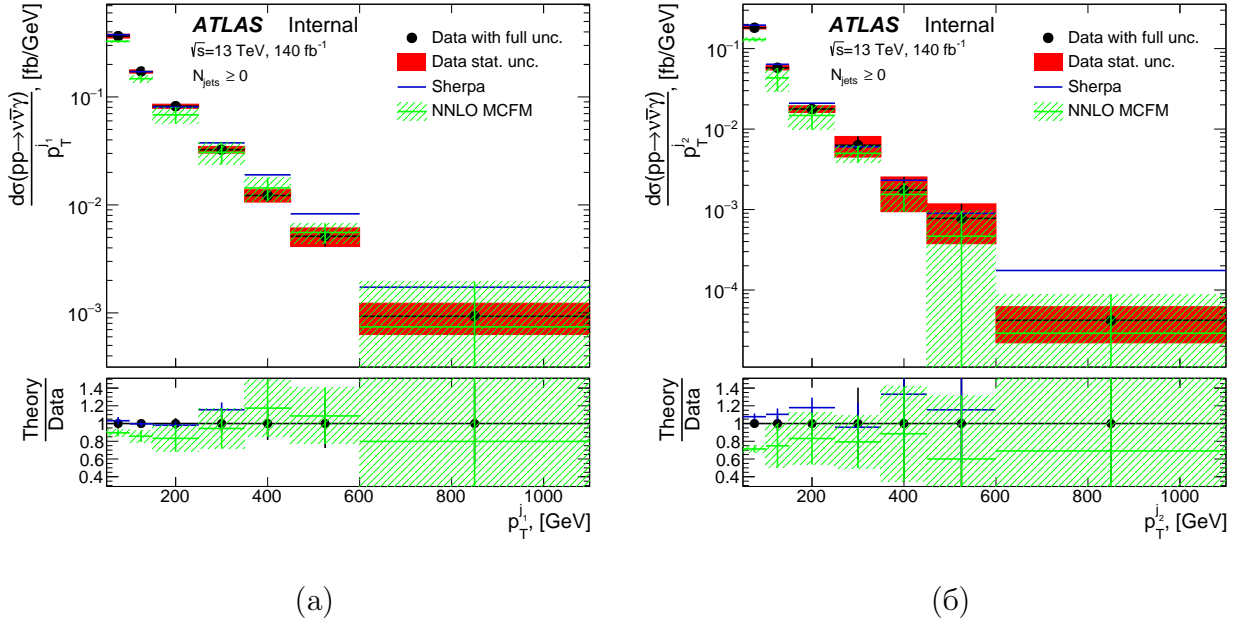 ATLAS Internal
√s=13 TeV, 140 fb⁻¹
N_jets ≥ 0
Data with full unc.
Data stat. unc.
Sherpa
NNLO MCFM
dσ(pp→νν̄γ)/p_T^{j_1}, [fb/GeV]
10⁻¹
10⁻²
10⁻³
Theory/Data
1.4
1.2
1
0.8
0.6
0.4
200 400 600 800 1000
p_T^{j_1}, [GeV]
(а)
ATLAS Internal
√s=13 TeV, 140 fb⁻¹
N_jets ≥ 0
Data with full unc.
Data stat. unc.
Sherpa
NNLO MCFM
dσ(pp→νν̄γ)/p_T^{j_2}, [fb/GeV]
10⁻¹
10⁻²
10⁻³
10⁻⁴
Theory/Data
1.4
1.2
1
0.8
0.6
0.4
200 400 600 800 1000
p_T^{j_2}, [GeV]
(б)